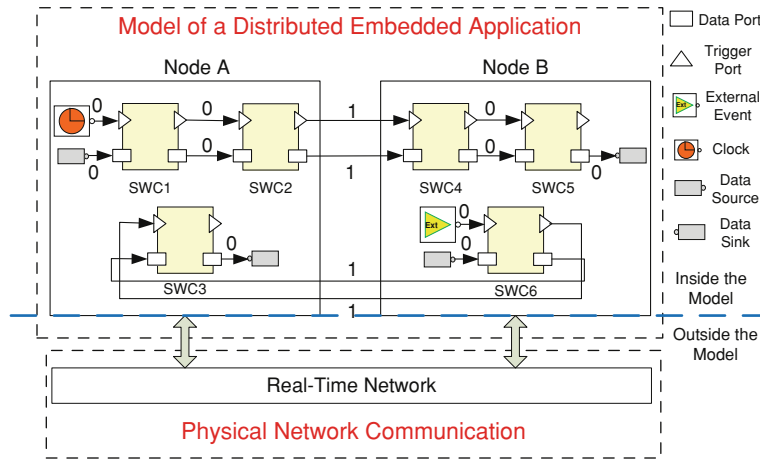 Model of a Distributed Embedded Application
Node A
Node B
0
0
1
0
0
0
1
0
0
SWC1
SWC2
SWC4
SWC5
Ext
0
0
0
1
SWC3
SWC6
1
Data Port
Trigger
Port
Ext
External
Event
Clock
Data
Source
Data
Sink
Inside the
Model
Outside the
Model
Real-Time Network
Physical Network Communication